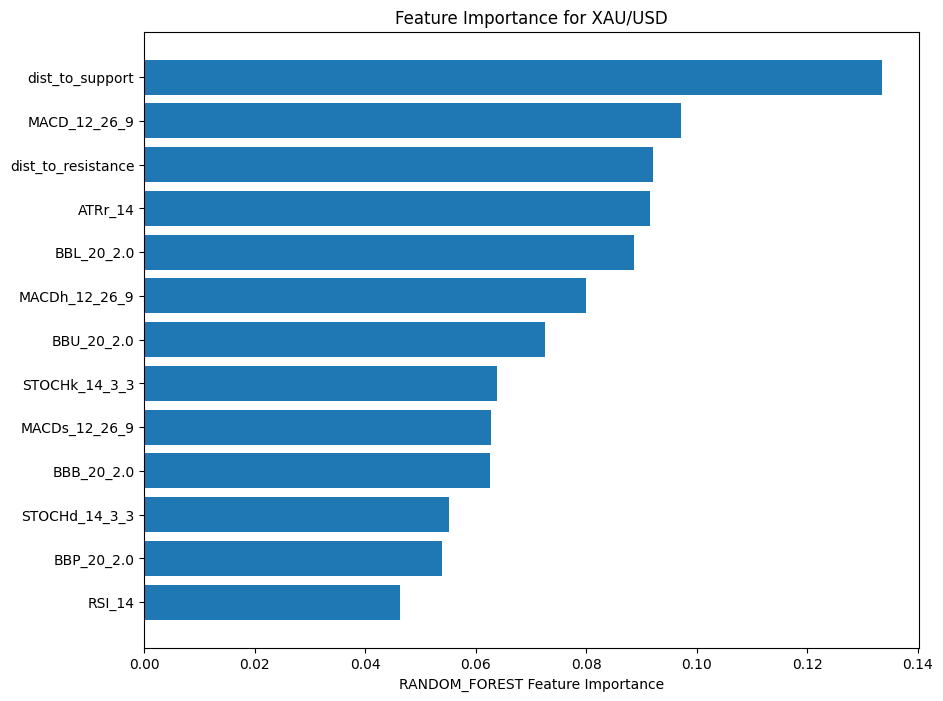 Feature Importance for XAU/USD
dist_to_support
MACD_12_26_9
dist_to_resistance
ATRr_14
BBL_20_2.0
MACDh_12_26_9
BBU_20_2.0
STOCHk_14_3_3
MACDs_12_26_9
BBB_20_2.0
STOCHd_14_3_3
BBP_20_2.0
RSI_14
0.00 0.02 0.04 0.06 0.08 0.10 0.12 0.14
RANDOM_FOREST Feature Importance